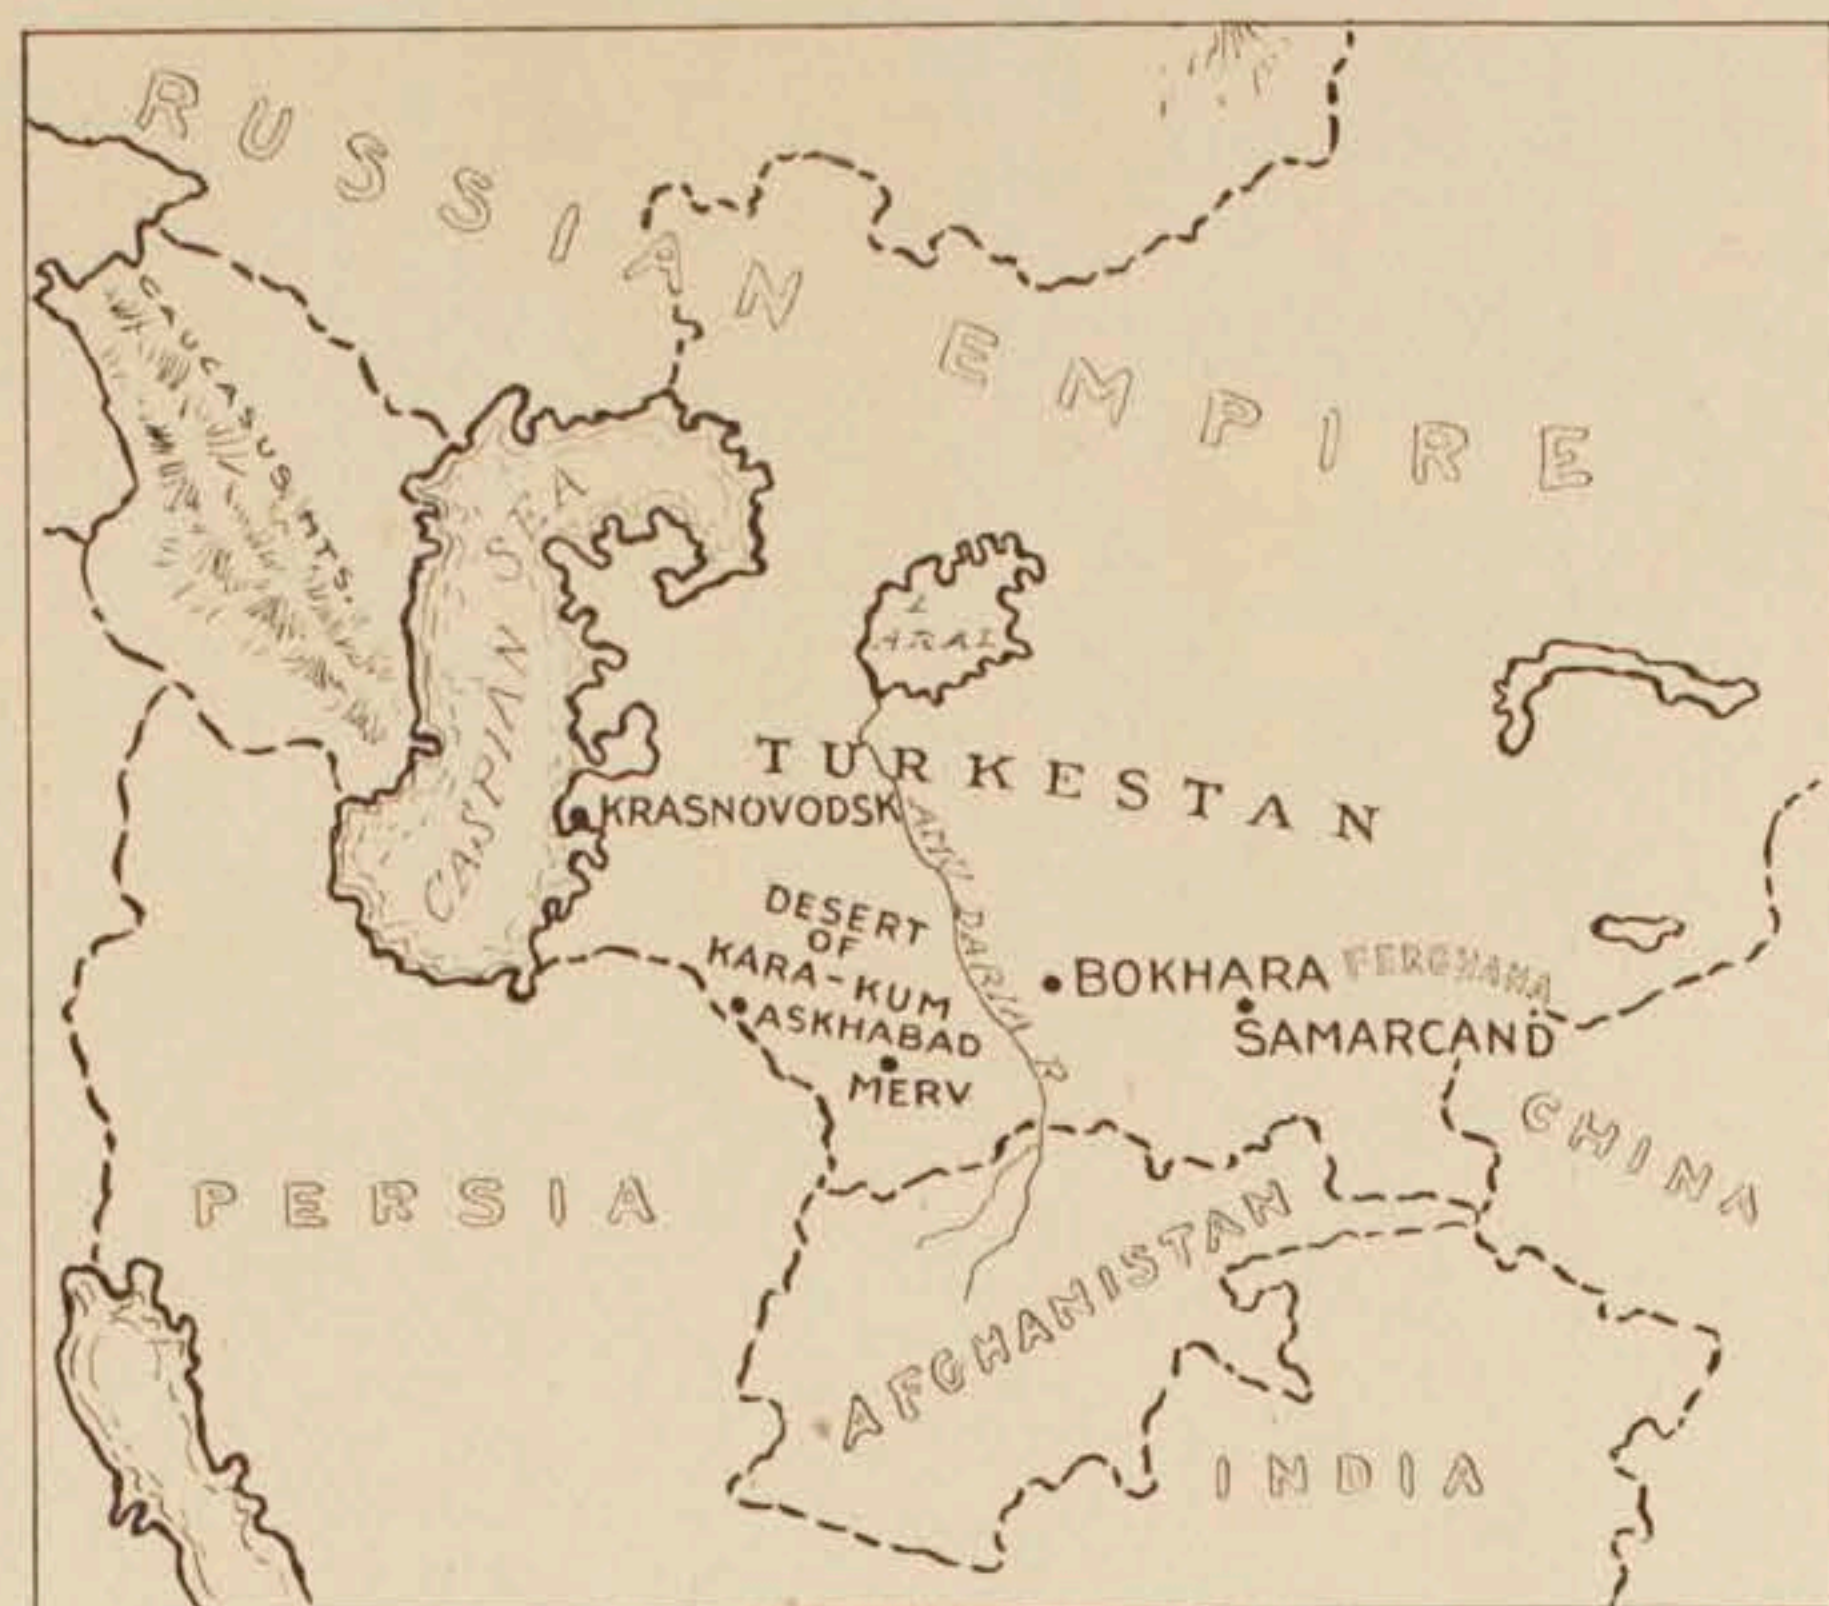 RUSSIAN EMPIRE
CAUCASUS MTS.
CASPIAN SEA
L
ARAL
TURKESTAN
KRASNOVODSK
AMU DARIA R
DESERT
OF
KARA-KUM
BOKHARA
FERGHANA
ASKHABAD
SAMARCAND
MERV
CHINA
PERSIA
AFGHANISTAN
INDIA